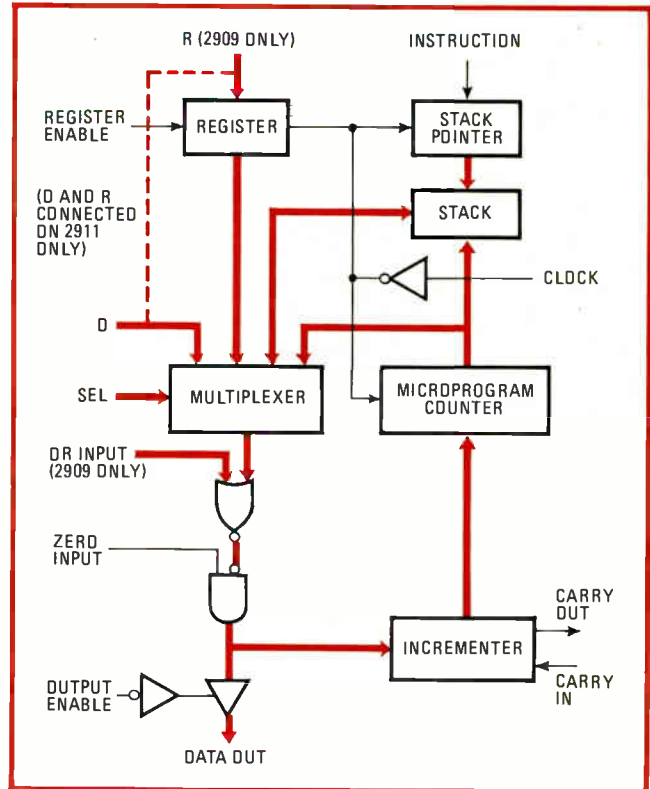 R (2909 ONLY)
INSTRUCTION
REGISTER
ENABLE
REGISTER
STACK
POINTER
(D AND R
CONNECTED
ON 2911
ONLY)
STACK
CLOCK
D
SEL
MULTIPLEXER
MICROPROGRAM
COUNTER
OR INPUT
(2909 ONLY)
ZERO
INPUT
CARRY
OUT
INCREMENTER
CARRY
IN
OUTPUT
ENABLE
DATA OUT